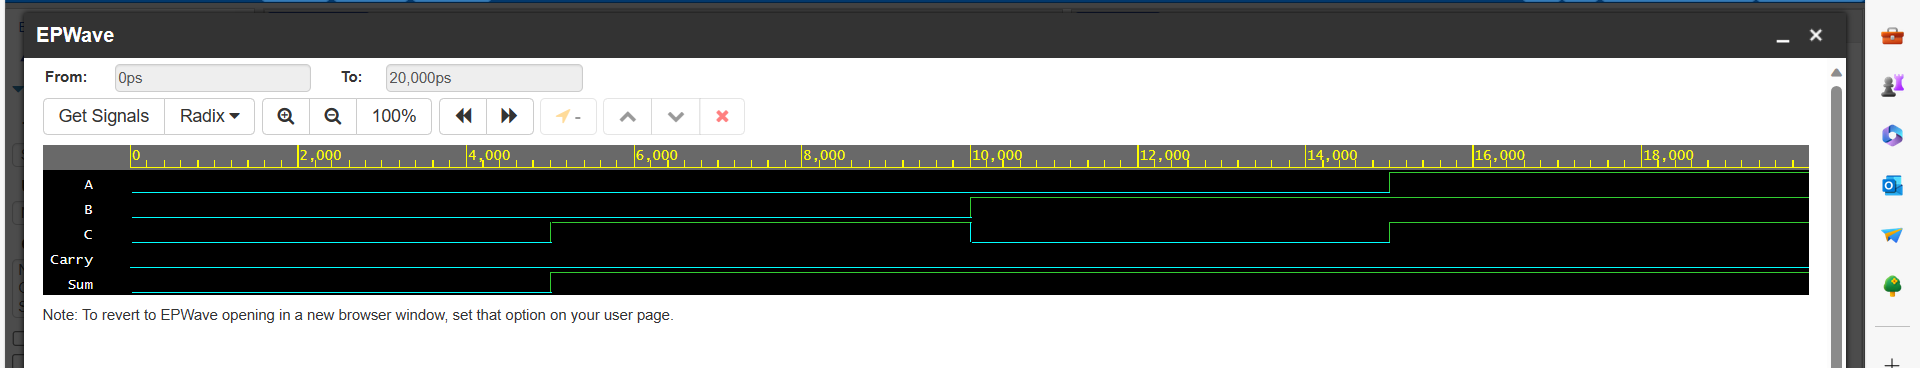 EPWave
From: 0ps To: 20,000ps
Get Signals Radix 100% -
0 2,000 4,000 6,000 8,000 10,000 12,000 14,000 16,000 18,000
A
B
C
Carry
Sum
Note: To revert to EPWave opening in a new browser window, set that option on your user page.